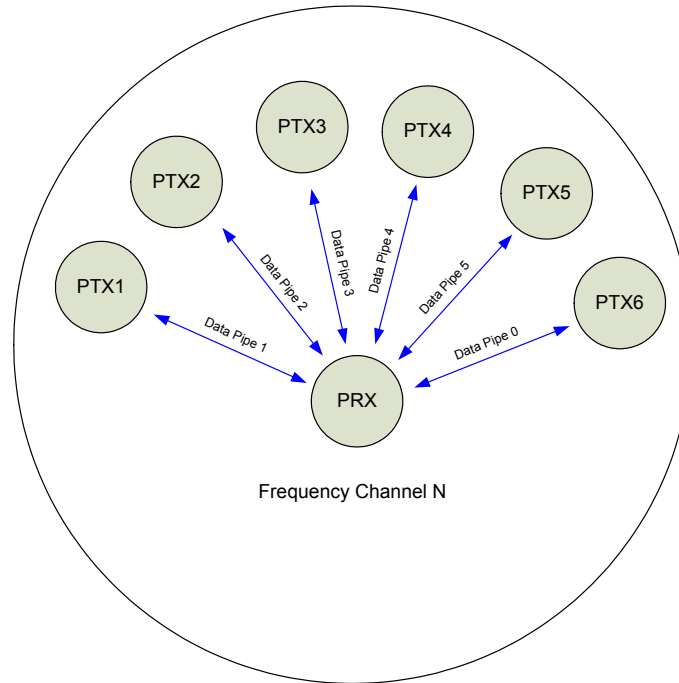 PTX3
PTX4
PTX2
PTX5
PTX1
PTX6
Data Pipe 1
Data Pipe 2
Data Pipe 3
Data Pipe 4
Data Pipe 5
Data Pipe 0
PRX
Frequency Channel N